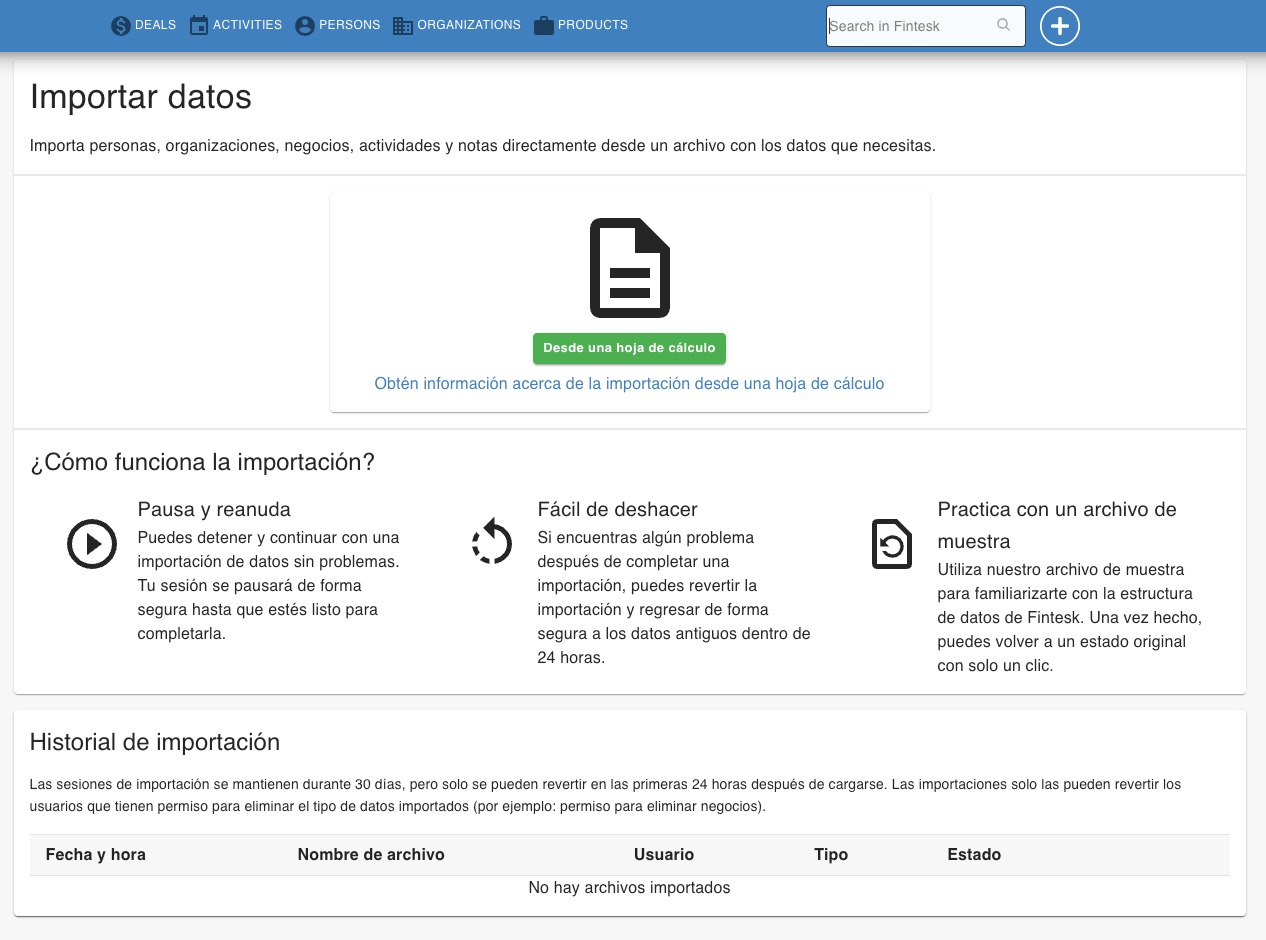 DEALS ACTIVITIES PERSONS ORGANIZATIONS PRODUCTS Search in Fintesk
Importar datos
Importa personas, organizaciones, negocios, actividades y notas directamente desde un archivo con los datos que necesitas.
Desde una hoja de cálculo
Obtén información acerca de la importación desde una hoja de cálculo
¿Cómo funciona la importación?
Pausa y reanuda
Puedes detener y continuar con una
importación de datos sin problemas.
Tu sesión se pausará de forma
segura hasta que estés listo para
completarla.
Fácil de deshacer
Si encuentras algún problema
después de completar una
importación, puedes revertir la
importación y regresar de forma
segura a los datos antiguos dentro de
24 horas.
Practica con un archivo de
muestra
Utiliza nuestro archivo de muestra
para familiarizarte con la estructura
de datos de Fintesk. Una vez hecho,
puedes volver a un estado original
con solo un clic.
Historial de importación
Las sesiones de importación se mantienen durante 30 días, pero solo se pueden revertir en las primeras 24 horas después de cargarse. Las importaciones solo las pueden revertir los
usuarios que tienen permiso para eliminar el tipo de datos importados (por ejemplo: permiso para eliminar negocios).
Fecha y hora Nombre de archivo Usuario Tipo Estado
No hay archivos importados